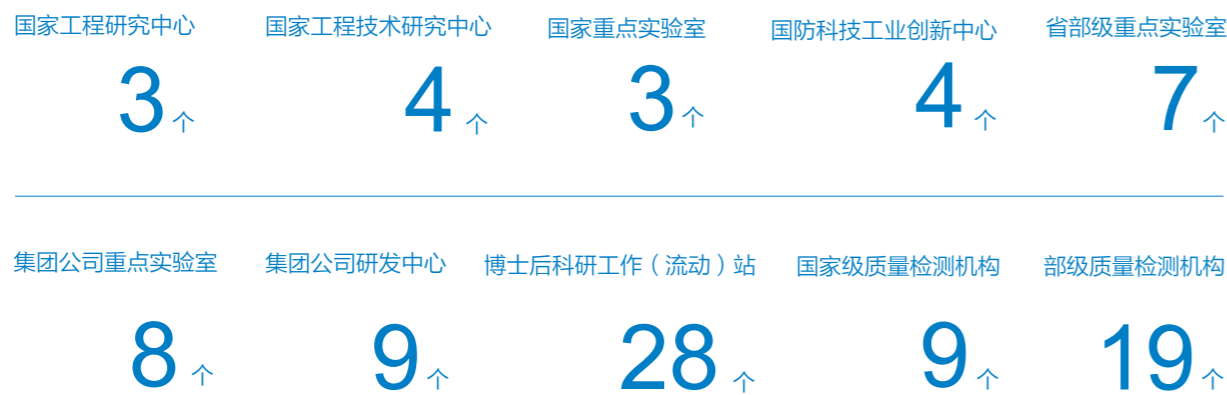 国家工程研究中心 国家工程技术研究中心 国家重点实验室 国防科技工业创新中心 省部级重点实验室
3个 4个 3个 4个 7个
集团公司重点实验室 集团公司研发中心 博士后科研工作（流动）站 国家级质量检测机构 部级质量检测机构
8个 9个 28个 9个 19个